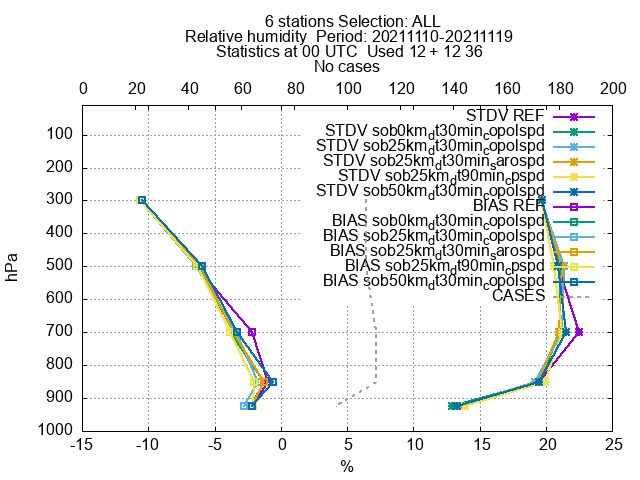 6 stations Selection: ALL
Relative humidity  Period: 20211110-20211119
Statistics at 00 UTC  Used 12 + 12 36
No cases
0 20 40 60 80 100 120 140 160 180 200
STDV REF
STDV sob0km_dt30min_copolspd
STDV sob25km_dt30min_copolspd
STDV sob25km_dt30min_sarospd
STDV sob25km_dt90min_cpspd
STDV sob50km_dt30min_copolspd
BIAS REF
BIAS sob0km_dt30min_copolspd
BIAS sob25km_dt30min_copolspd
BIAS sob25km_dt30min_sarospd
BIAS sob25km_dt90min_cpspd
BIAS sob50km_dt30min_copolspd
CASES
100
200
300
400
500
600
700
800
900
1000
hPa
-15 -10 -5 0 5 10 15 20 25
%